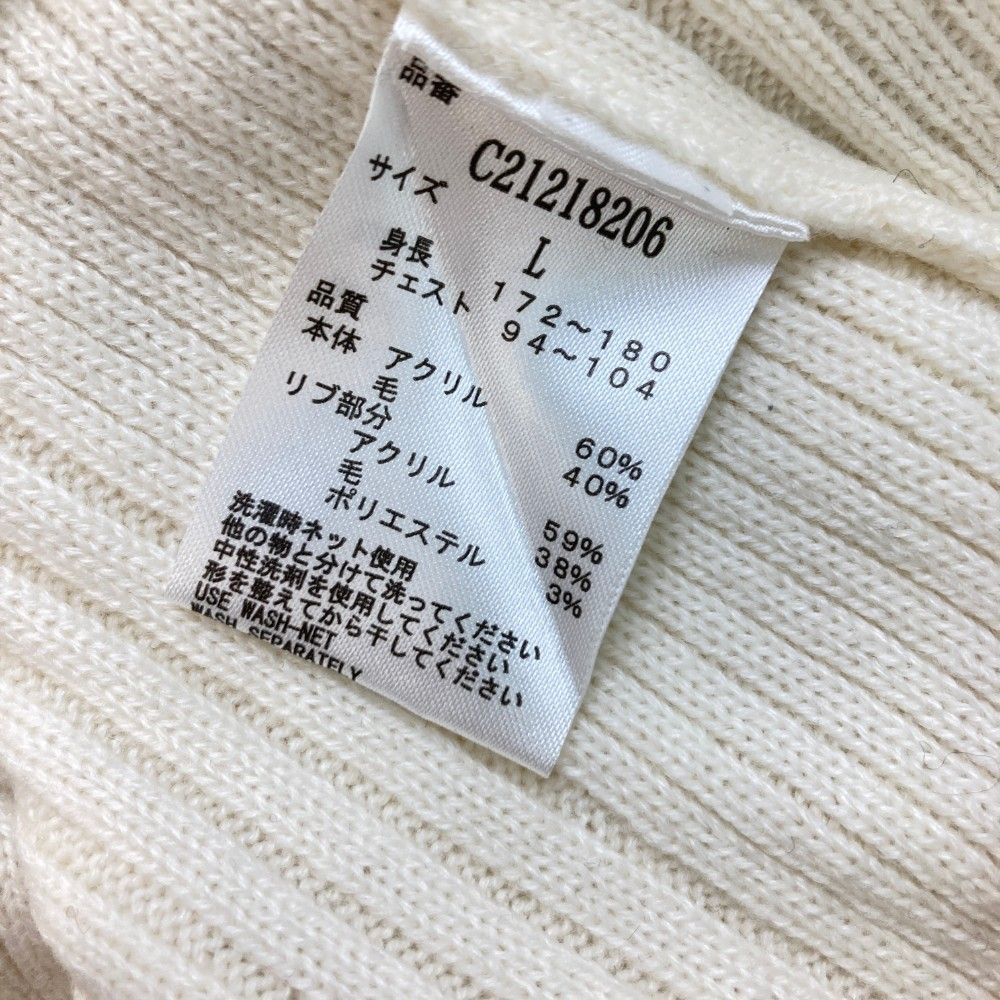 品番
C21218206
サイズ L
身長 172～180
チェスト 94～104
品質
本体 アクリル 60%
毛 40%
リブ部分
アクリル 59%
毛 38%
ポリエステル 3%
洗濯時ネット使用
他の物と分けて洗ってください
中性洗剤を使用してください
形を整えてから干してください
USE WASH-NET
WASH SEPARATELY